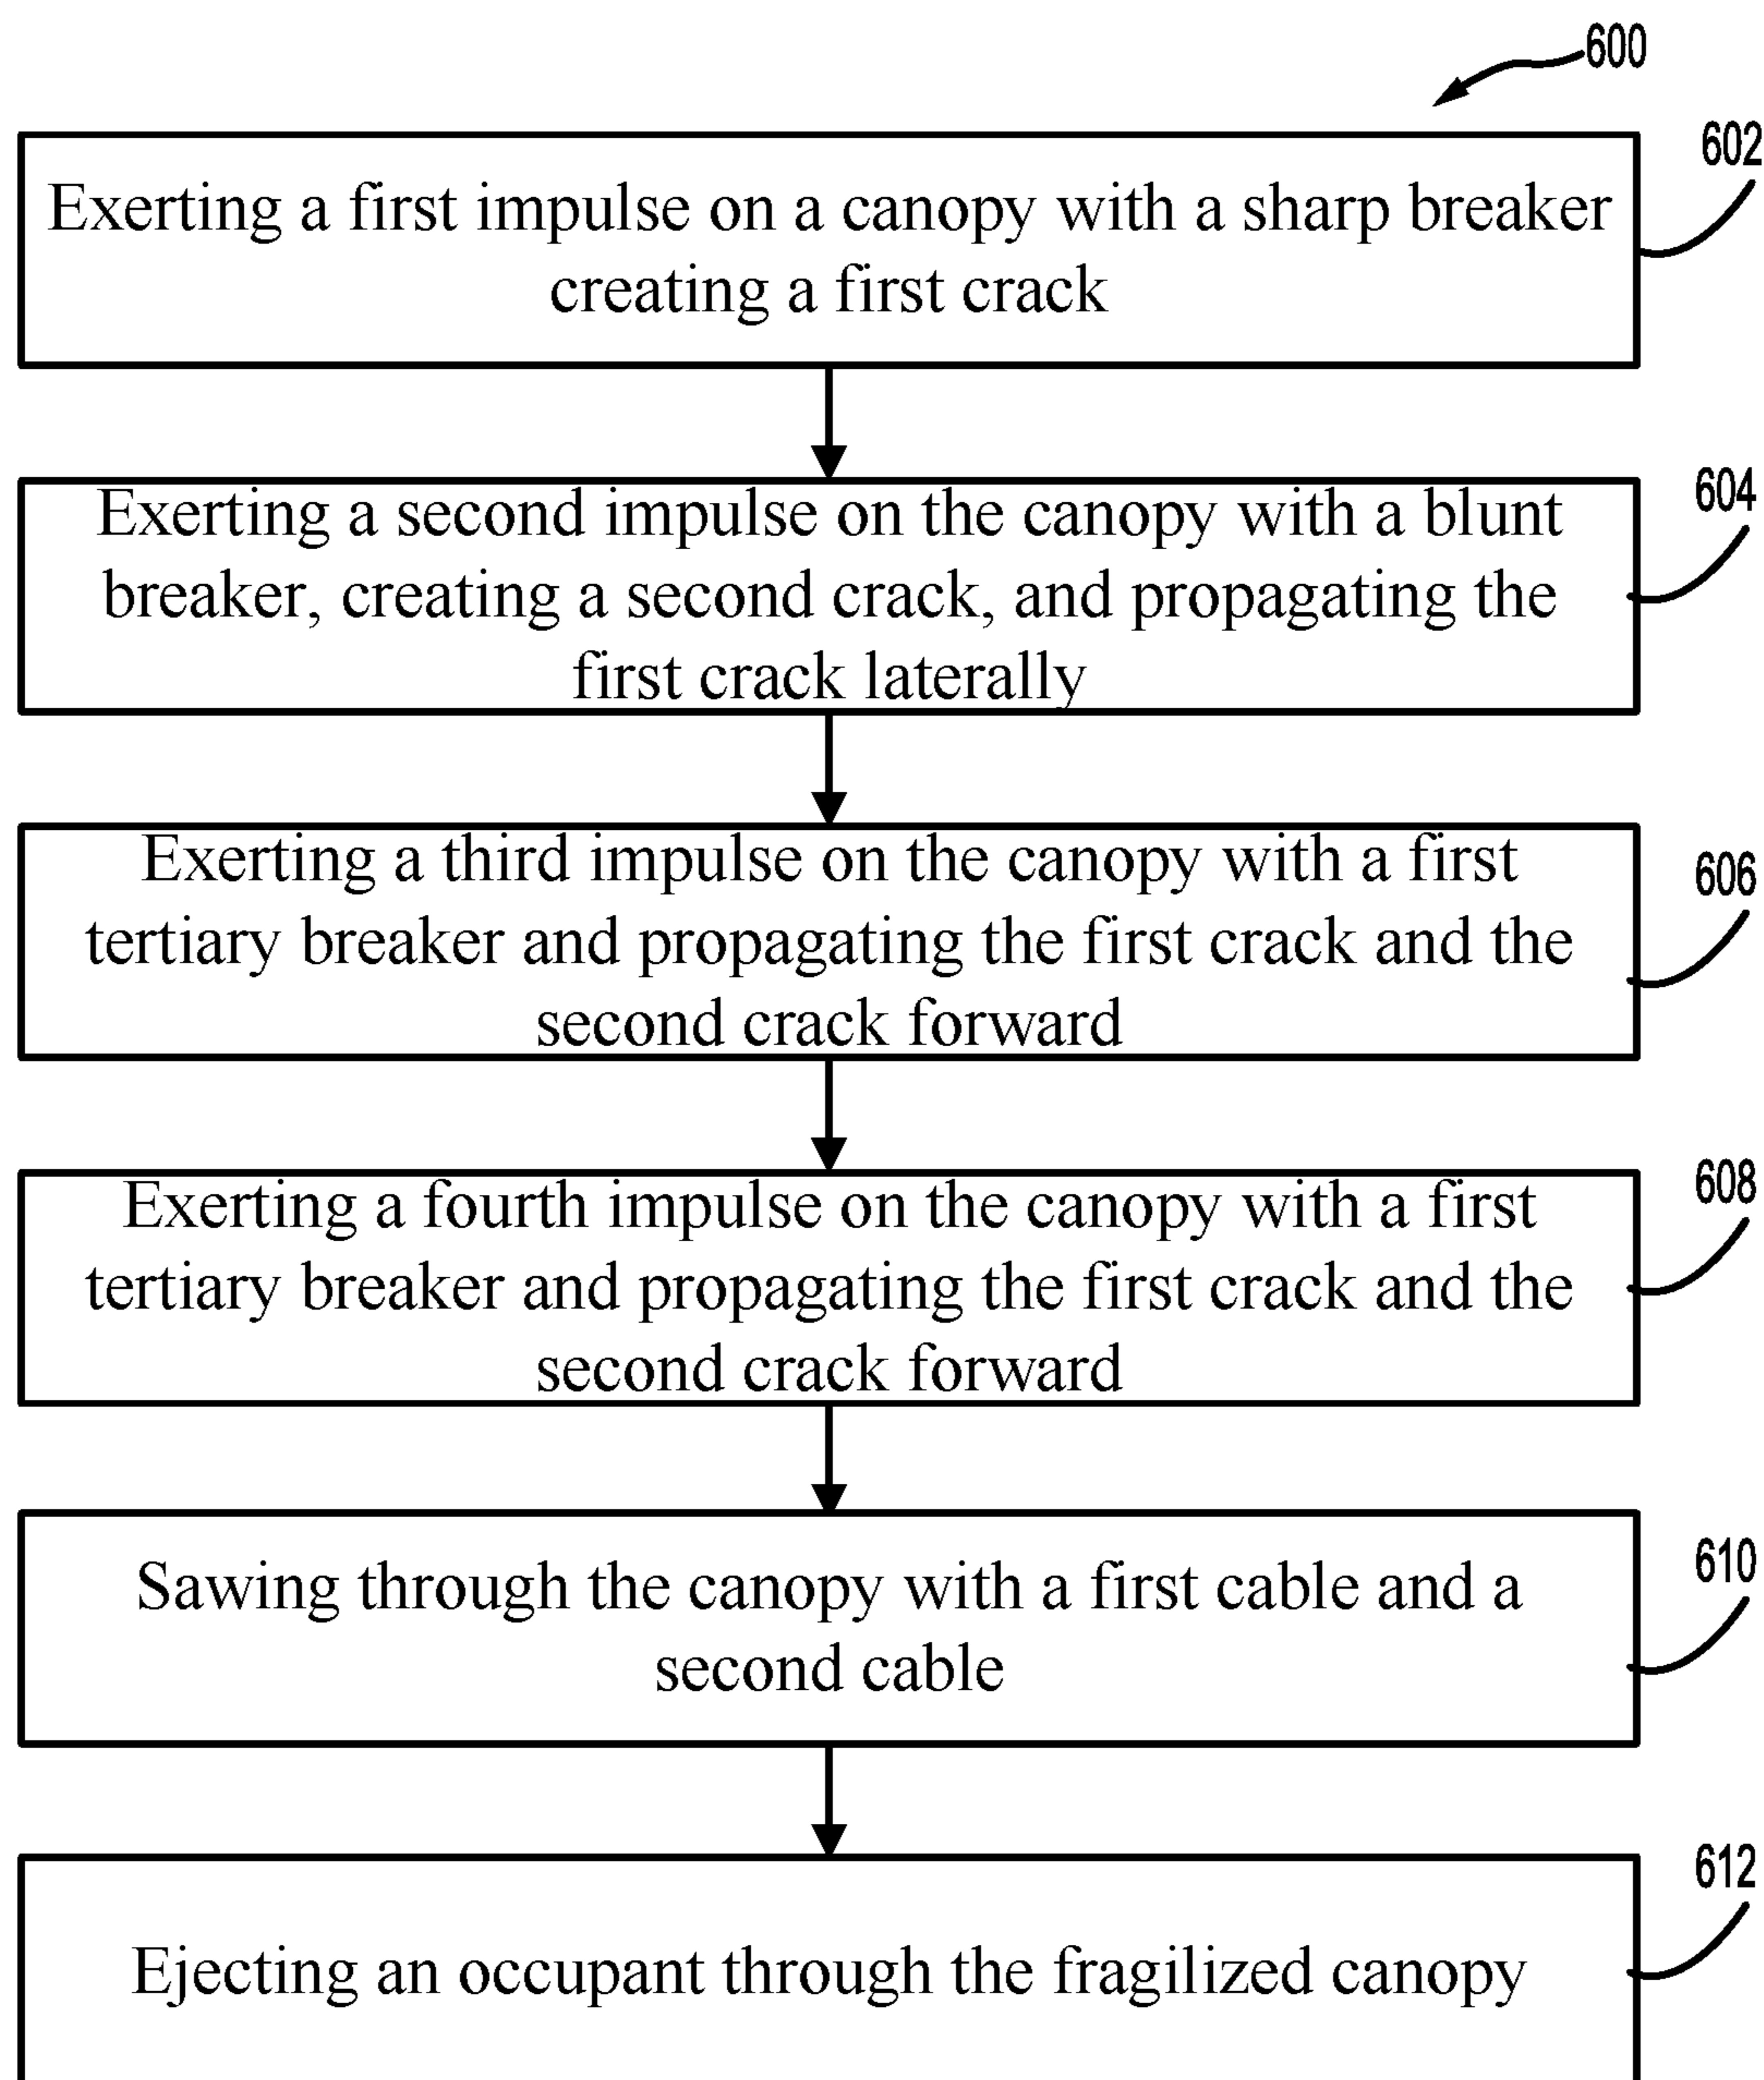 600
602
Exerting a first impulse on a canopy with a sharp breaker
creating a first crack
604
Exerting a second impulse on the canopy with a blunt
breaker, creating a second crack, and propagating the
first crack laterally
606
Exerting a third impulse on the canopy with a first
tertiary breaker and propagating the first crack and the
second crack forward
608
Exerting a fourth impulse on the canopy with a first
tertiary breaker and propagating the first crack and the
second crack forward
610
Sawing through the canopy with a first cable and a
second cable
612
Ejecting an occupant through the fragilized canopy